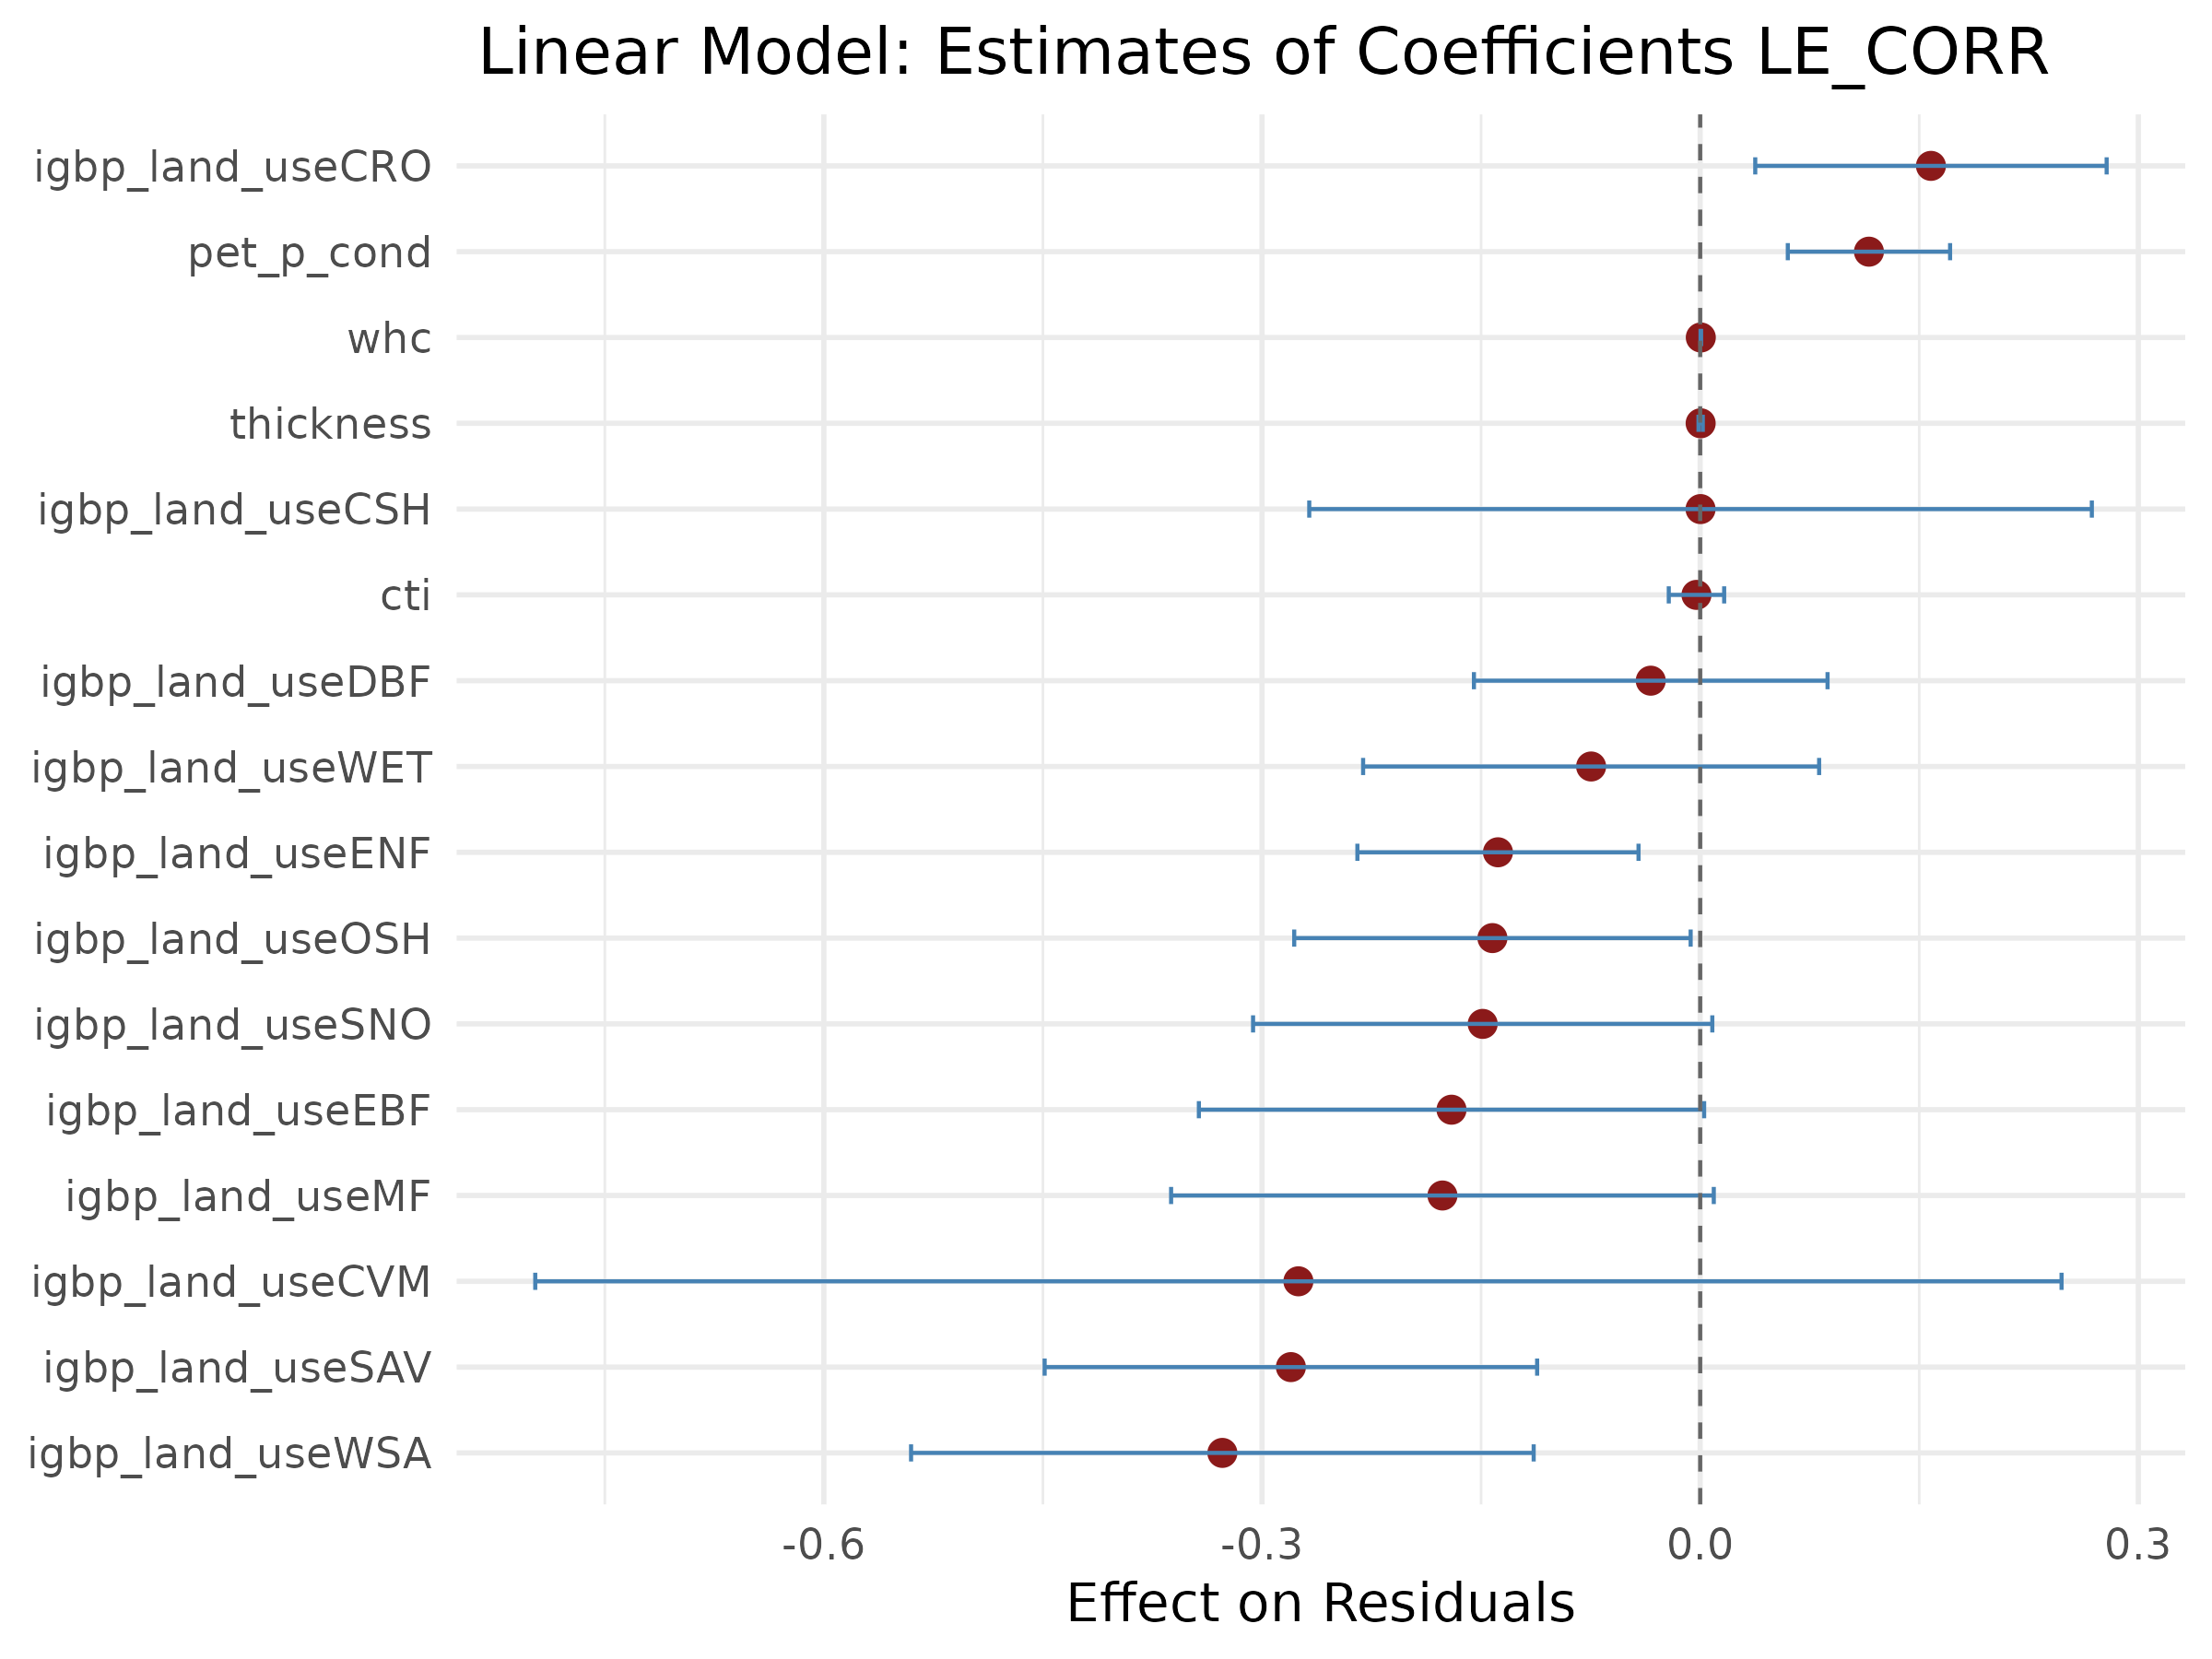 Linear Model: Estimates of Coefficients LE_CORR
igbp_land_useCRO
pet_p_cond
whc
thickness
igbp_land_useCSH
cti
igbp_land_useDBF
igbp_land_useWET
igbp_land_useENF
igbp_land_useOSH
igbp_land_useSNO
igbp_land_useEBF
igbp_land_useMF
igbp_land_useCVM
igbp_land_useSAV
igbp_land_useWSA
-0.6 -0.3 0.0 0.3
Effect on Residuals